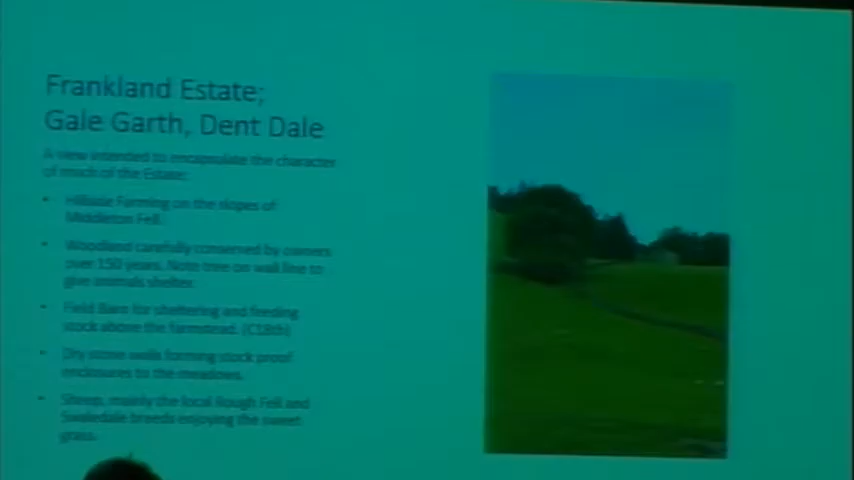 Frankland Estate;
Gale Garth, Dent Dale
A view intended to encapsulate the character
of much of the Estate:
• Hillside Farming on the slopes of
Middleton Fell.
• Woodland carefully conserved by owners
over 150 years. Note tree on wall line to
give animals shelter.
• Field Barn for sheltering and feeding
stock above the farmstead. (C18th)
• Dry stone walls forming stock proof
enclosures to the meadows.
• Sheep, mainly the local Rough Fell and
Swaledale breeds enjoying the sweet
grass.